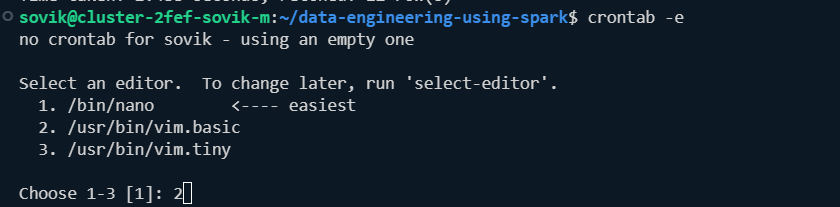 sovik@cluster-2fef-sovik-m:~/data-engineering-using-spark$ crontab -e
no crontab for sovik - using an empty one
Select an editor.  To change later, run 'select-editor'.
  1. /bin/nano        <---- easiest
  2. /usr/bin/vim.basic
  3. /usr/bin/vim.tiny
Choose 1-3 [1]: 2